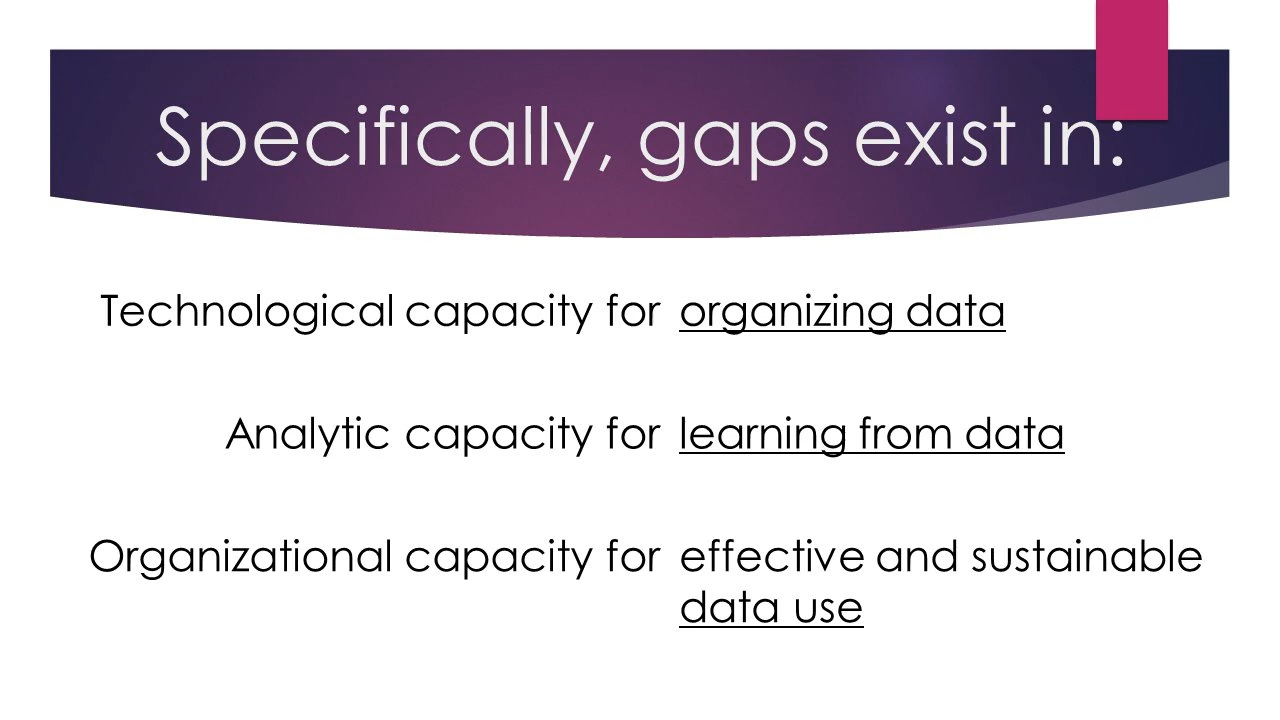 Specifically, gaps exist in:
Technological capacity for organizing data
Analytic capacity for learning from data
Organizational capacity for effective and sustainable
data use